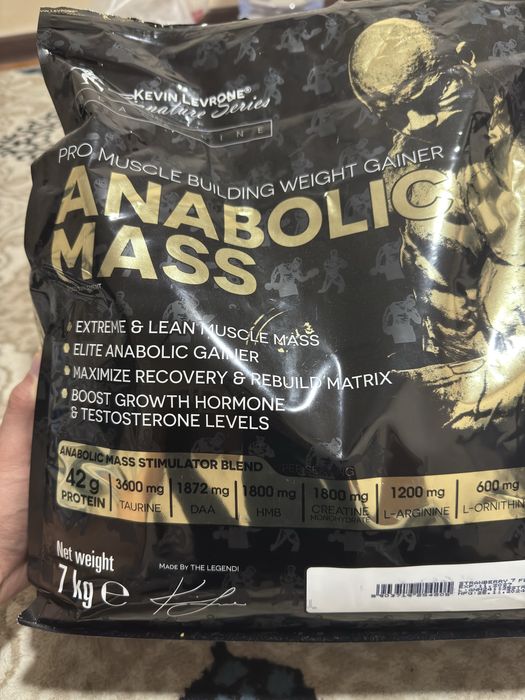 KEVIN LEVRONE®
Signature Series
PRO MUSCLE BUILDING WEIGHT GAINER
ANABOLIC
MASS
• EXTREME & LEAN MUSCLE MASS
• ELITE ANABOLIC GAINER
• MAXIMIZE RECOVERY & REBUILD MATRIX
• BOOST GROWTH HORMONE
& TESTOSTERONE LEVELS
ANABOLIC MASS STIMULATOR BLEND PER SERVING
42 g PROTEIN
3600 mg TAURINE
1872 mg DAA
1800 mg HMB
1800 mg CREATINE MONOHYDRATE
1200 mg L-ARGININE
600 mg L-ORNITHIN
Net weight
7 kg e
MADE BY THE LEGEND!